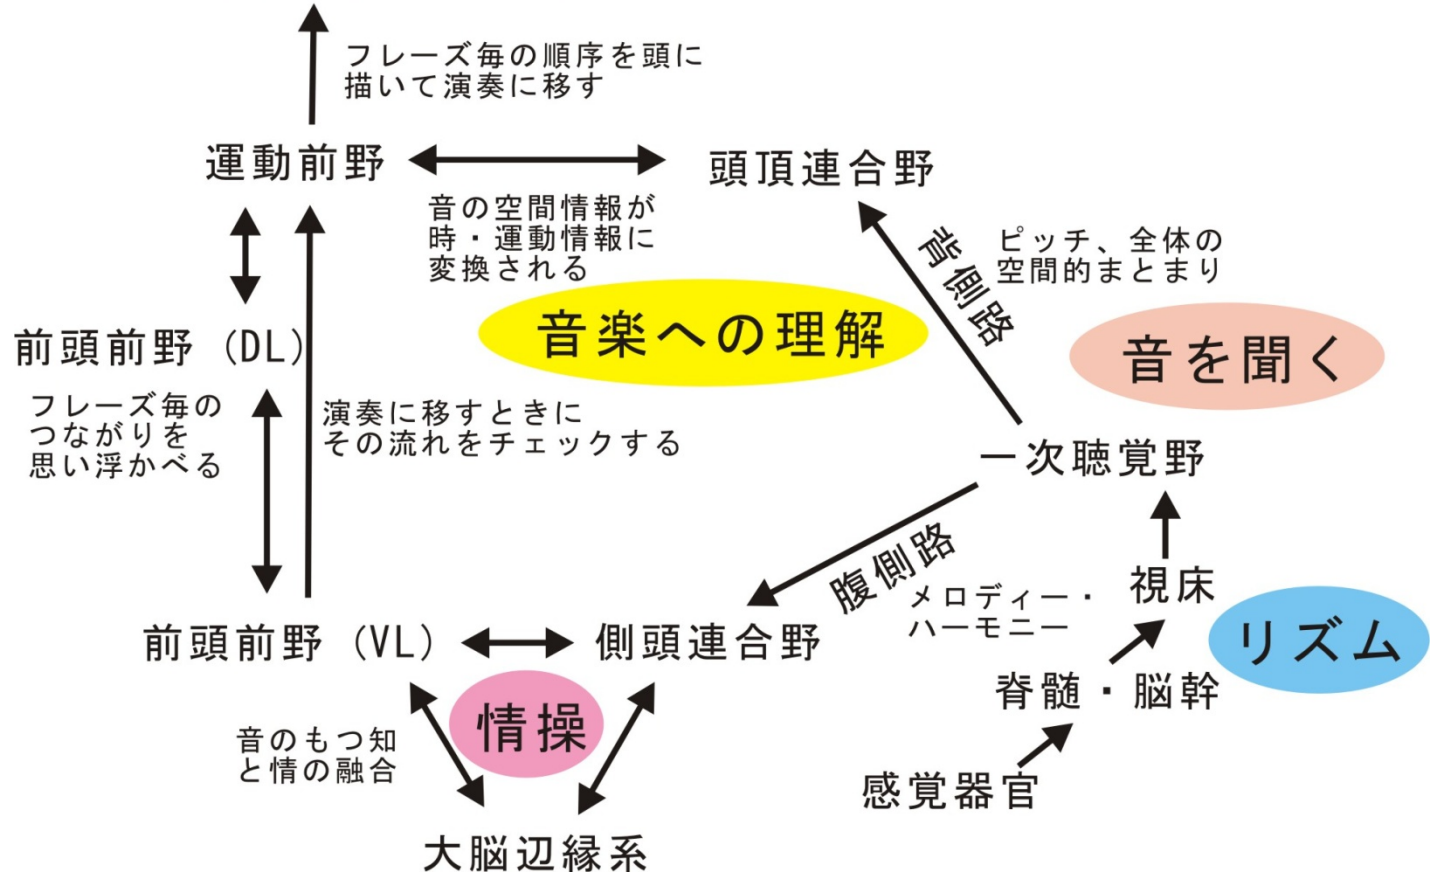 フレーズ毎の順序を頭に
描いて演奏に移す
運動前野
頭頂連合野
音の空間情報が
時・運動情報に
変換される
背側路
ピッチ、全体の
空間的まとまり
音楽への理解
音を聞く
前頭前野（DL）
フレーズ毎の
つながりを
思い浮かべる
演奏に移すときに
その流れをチェックする
一次聴覚野
腹側路
メロディー・
ハーモニー
視床
リズム
前頭前野（VL）
側頭連合野
脊髄・脳幹
情操
音のもつ知
と情の融合
感覚器官
大脳辺縁系